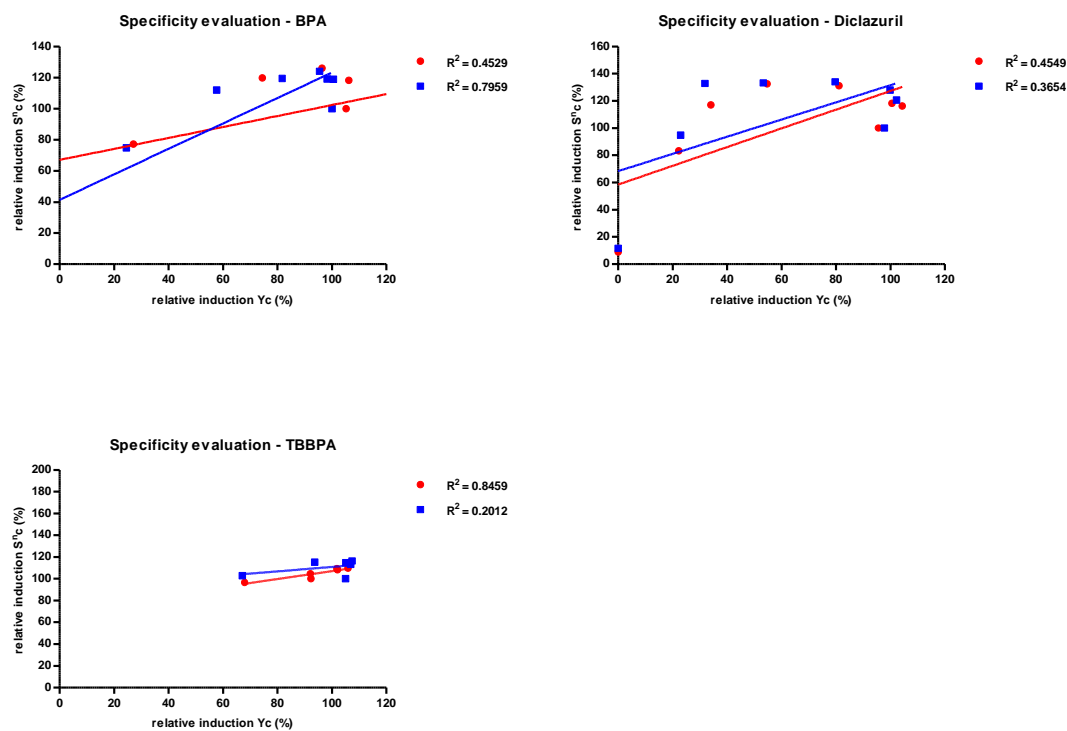 Specificity evaluation - BPA
140
120
100
80
60
40
20
0
0 20 40 60 80 100 120
relative induction Yc (%)
relative induction Sⁿc (%)
R² = 0.4529
R² = 0.7959
Specificity evaluation - Diclazuril
160
140
120
100
80
60
40
20
0
0 20 40 60 80 100 120
relative induction Yc (%)
relative induction Sⁿc (%)
R² = 0.4549
R² = 0.3654
Specificity evaluation - TBBPA
200
180
160
140
120
100
80
60
40
20
0
0 20 40 60 80 100 120
relative induction Yc (%)
relative induction Sⁿc (%)
R² = 0.8459
R² = 0.2012